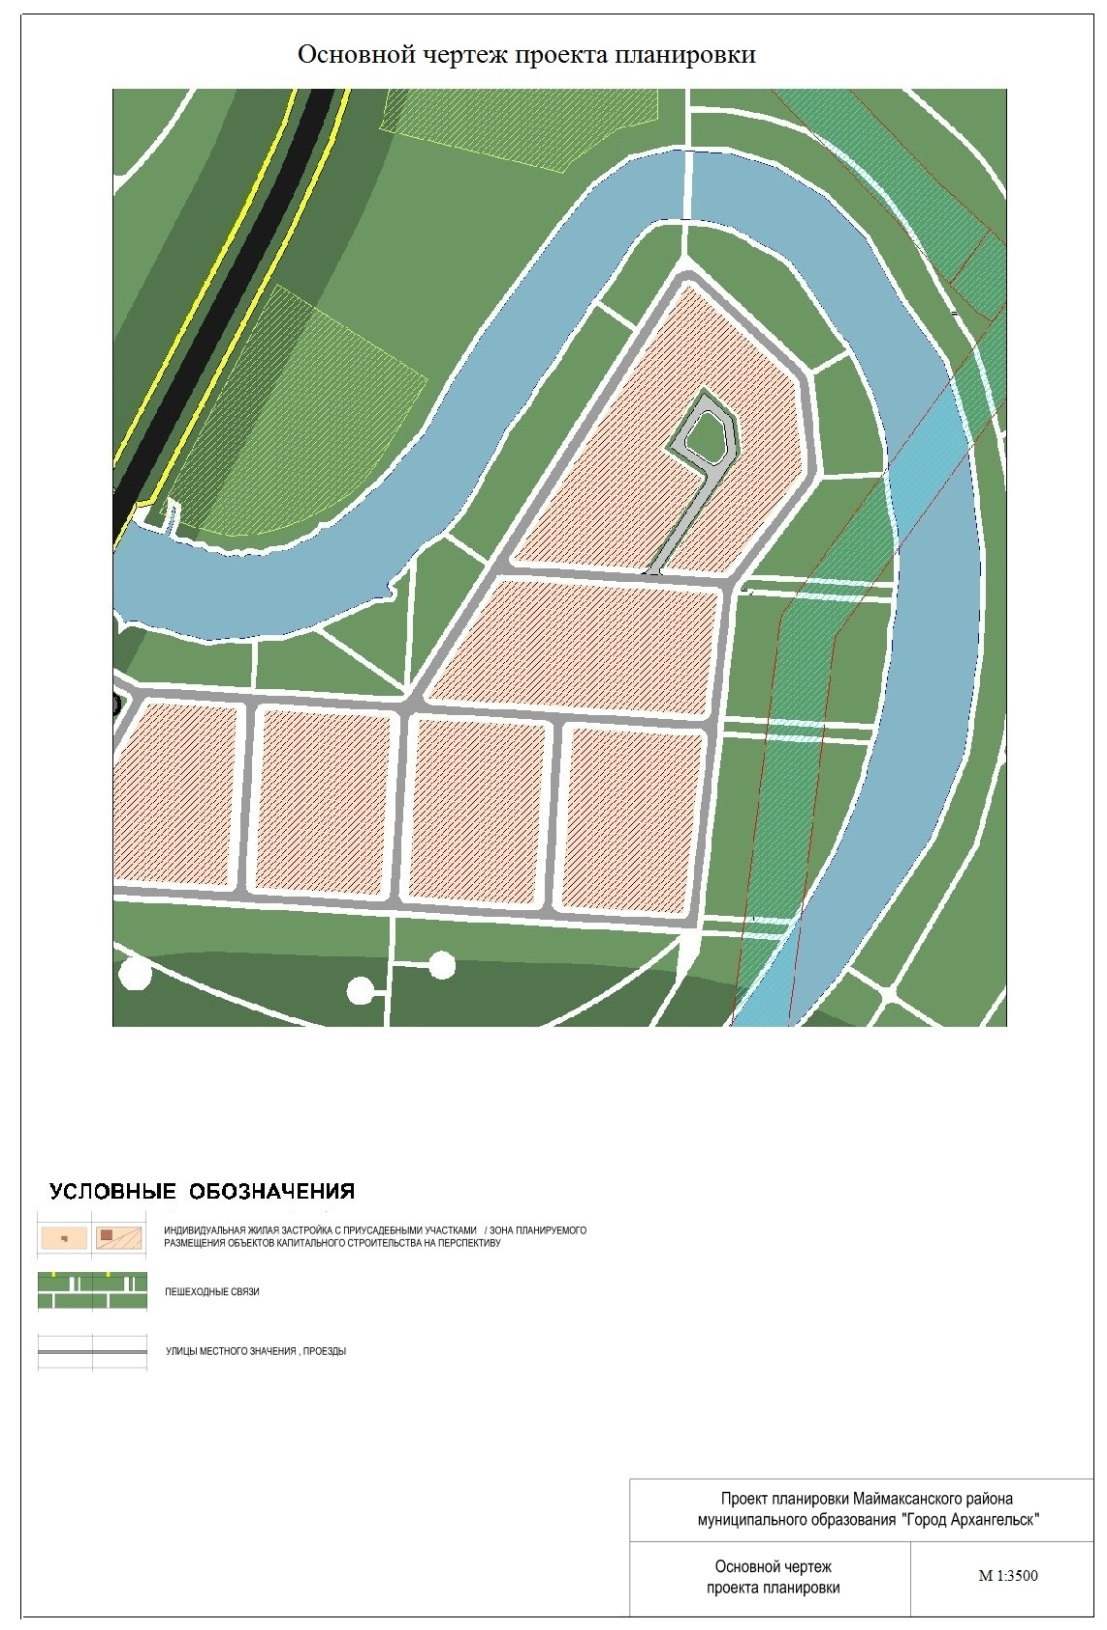 Основной чертеж проекта планировки
УСЛОВНЫЕ ОБОЗНАЧЕНИЯ
ИНДИВИДУАЛЬНАЯ ЖИЛАЯ ЗАСТРОЙКА С ПРИУСАДЕБНЫМИ УЧАСТКАМИ / ЗОНА ПЛАНИРУЕМОГО
РАЗМЕЩЕНИЯ ОБЪЕКТОВ КАПИТАЛЬНОГО СТРОИТЕЛЬСТВА НА ПЕРСПЕКТИВУ
ПЕШЕХОДНЫЕ СВЯЗИ
УЛИЦЫ МЕСТНОГО ЗНАЧЕНИЯ , ПРОЕЗДЫ
Проект планировки Маймаксанского района
муниципального образования "Город Архангельск"
Основной чертеж
проекта планировки
М 1:3500